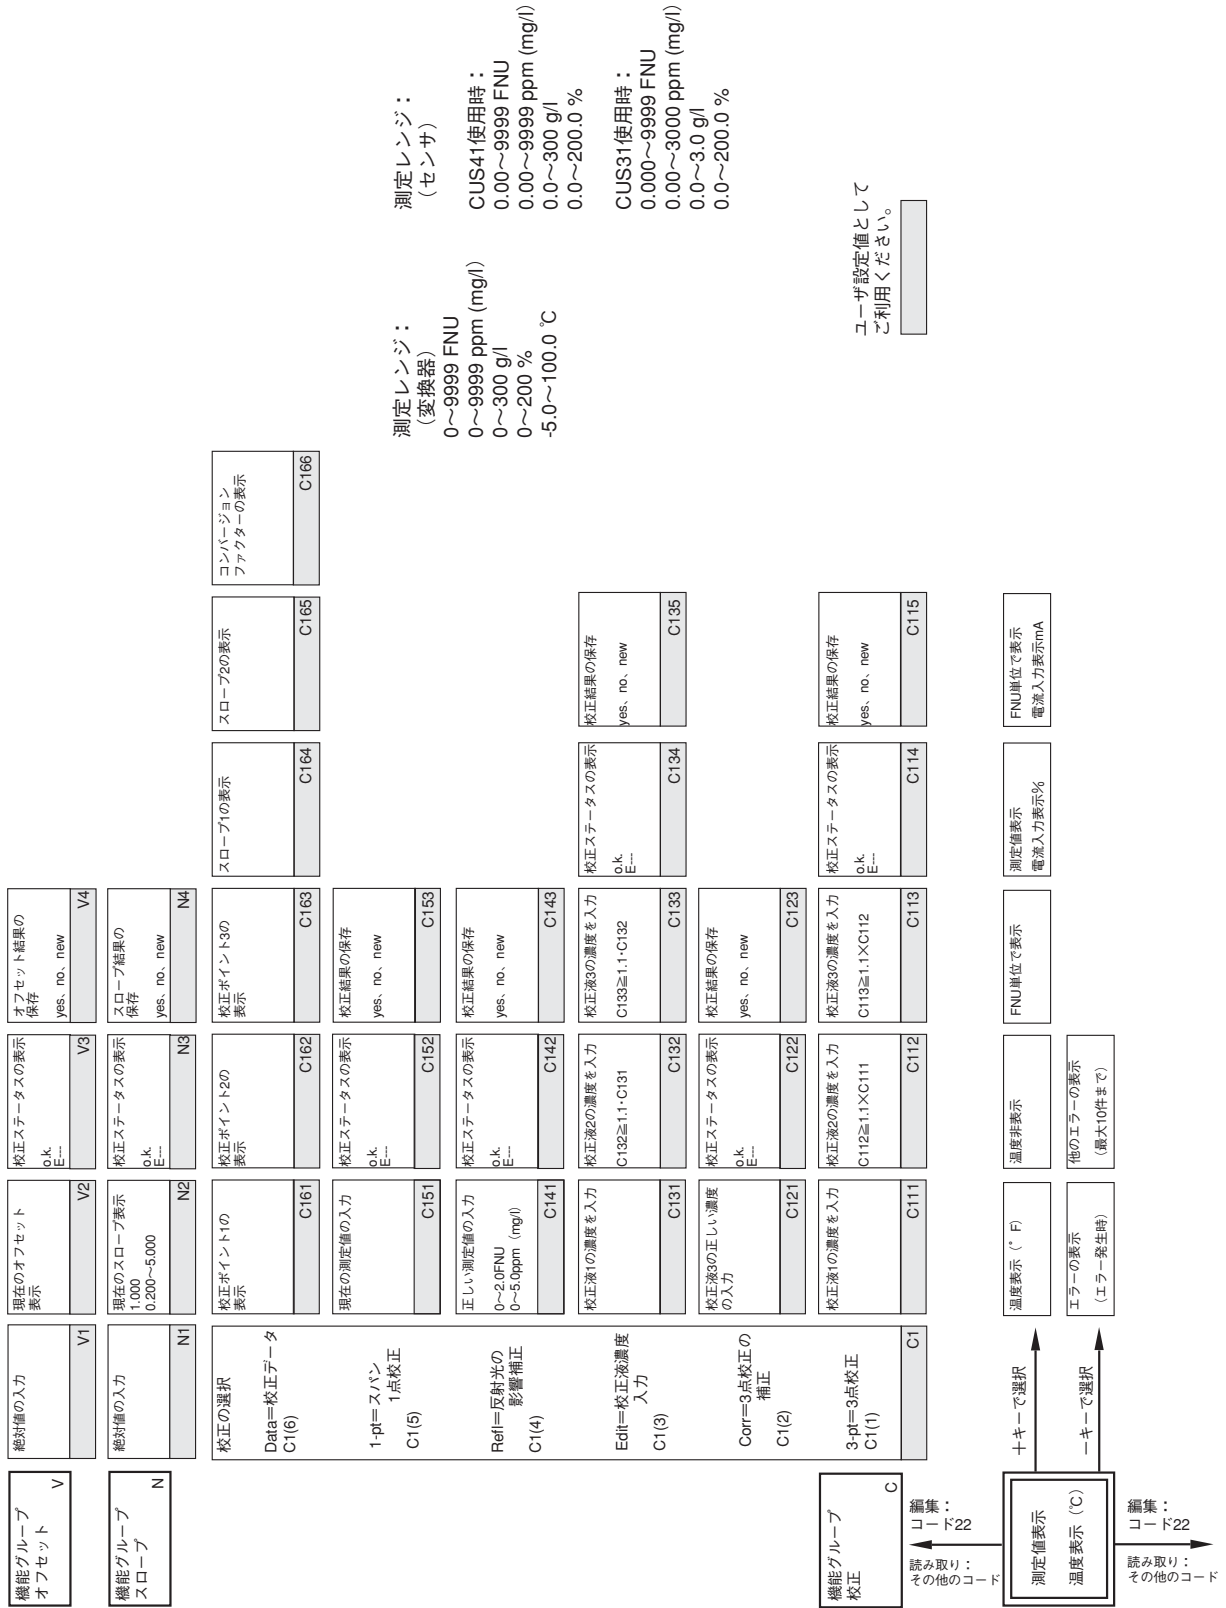 機能グループ
オフセット
V
絶対値の入力
V1
現在のオフセット
表示
V2
校正ステータスの表示
o.k.
E---
V3
オフセット結果の
保存
yes、no、new
V4
機能グループ
スロープ
N
絶対値の入力
N1
現在のスロープ表示
1.000
0.200〜5.000
N2
校正ステータスの表示
o.k.
E---
N3
スロープ結果の
保存
yes、no、new
N4
機能グループ
校正
C
校正の選択
Data=校正データ
C1(6)
1-pt=スパン
1点校正
C1(5)
Refl=反射光の
影響補正
C1(4)
Edit=校正液濃度
入力
C1(3)
Corr=3点校正の
補正
C1(2)
3-pt=3点校正
C1(1)
C1
校正ポイント1の
表示
C161
校正ポイント2の
表示
C162
校正ポイント3の
表示
C163
スロープ1の表示
C164
スロープ2の表示
C165
コンバージョン
ファクターの表示
C166
現在の測定値の入力
C151
校正ステータスの表示
o.k.
E---
C152
校正結果の保存
yes、no、new
C153
正しい測定値の入力
0〜2.0FNU
0〜5.0ppm（mg/l）
C141
校正ステータスの表示
o.k.
E---
C142
校正結果の保存
yes、no、new
C143
校正液1の濃度を入力
C131
校正液2の濃度を入力
C132≧1.1・C131
C132
校正液3の濃度を入力
C133≧1.1・C132
C133
校正ステータスの表示
o.k.
E---
C134
校正結果の保存
yes、no、new
C135
校正液3の正しい濃度
の入力
C121
校正ステータスの表示
o.k.
E---
C122
校正結果の保存
yes、no、new
C123
校正液1の濃度を入力
C111
校正液2の濃度を入力
C112≧1.1×C111
C112
校正液3の濃度を入力
C113≧1.1×C112
C113
校正ステータスの表示
o.k.
E---
C114
校正結果の保存
yes、no、new
C115
編集：
コード22
読み取り：
その他のコード
測定値表示
温度表示（℃）
編集：
コード22
読み取り：
その他のコード
＋キーで選択
温度表示（°F）
温度非表示
FNU単位で表示
測定値表示
電流入力表示%
FNU単位で表示
電流入力表示mA
−キーで選択
エラーの表示
（エラー発生時）
他のエラーの表示
（最大10件まで）
測定レンジ：
（変換器）
0〜9999 FNU
0〜9999 ppm (mg/l)
0〜300 g/l
0〜200 %
-5.0〜100.0 ℃
測定レンジ：
（センサ）
CUS41使用時：
0.00〜9999 FNU
0.00〜9999 ppm (mg/l)
0.0〜300 g/l
0.0〜200.0 %
CUS31使用時：
0.000〜9999 FNU
0.00〜3000 ppm (mg/l)
0.0〜3.0 g/l
0.0〜200.0 %
ユーザ設定値として
ご利用ください。